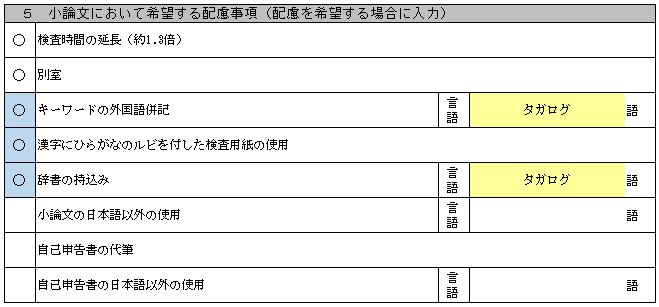 5 小論文において希望する配慮事項（配慮を希望する場合に入力）
○ 検査時間の延長（約1.3倍）
○ 別室
○ キーワードの外国語併記 言語 タガログ 語
○ 漢字にひらがなのルビを付した検査用紙の使用
○ 辞書の持込み 言語 タガログ 語
小論文の日本語以外の使用 言語 語
自己申告書の代筆
自己申告書の日本語以外の使用 言語 語